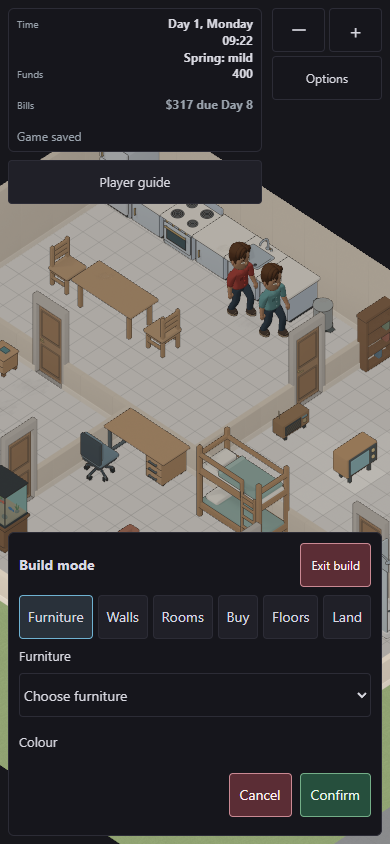 Time
Day 1, Monday
09:22
Spring: mild
Funds
400
Bills
$317 due Day 8
Game saved
— +
Options
Player guide
Build mode
Exit build
Furniture Walls Rooms Buy Floors Land
Furniture
Choose furniture
Colour
Cancel Confirm